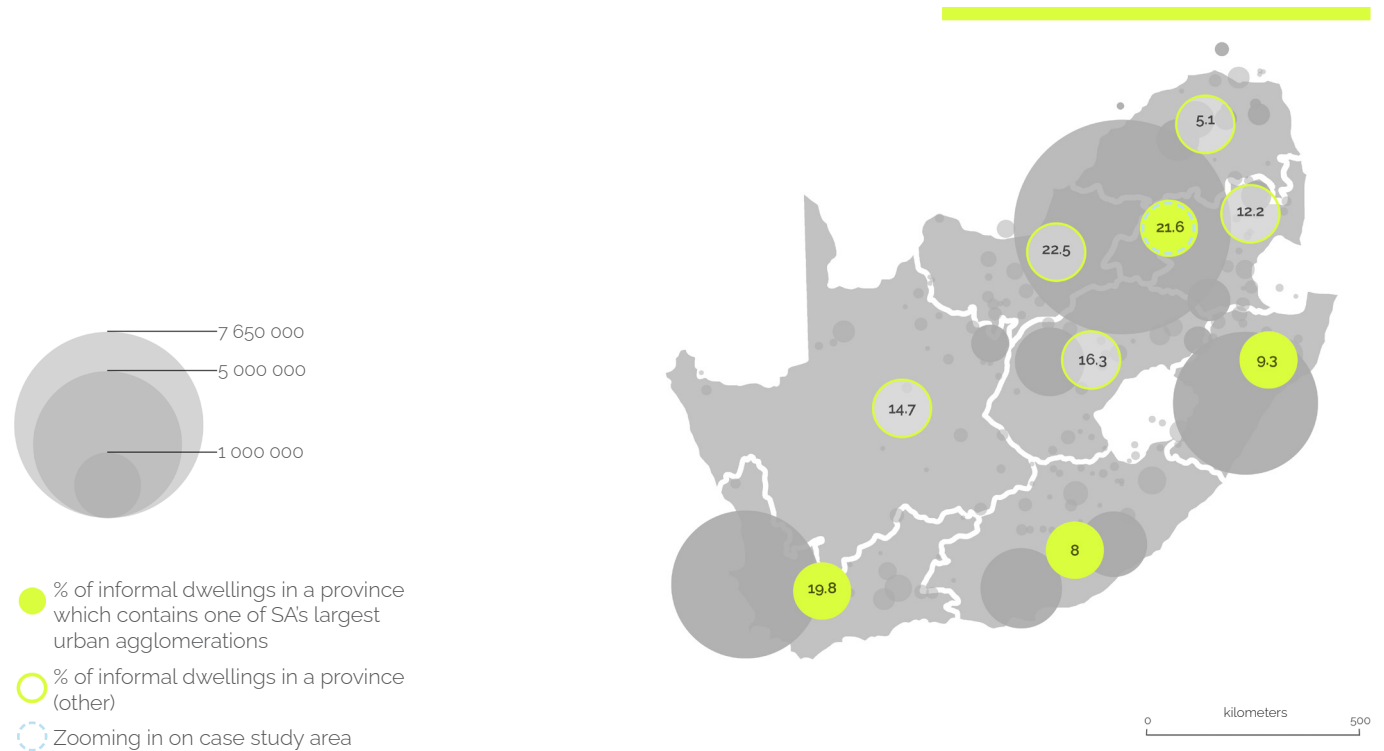 7 650 000
5 000 000
1 000 000
% of informal dwellings in a province
which contains one of SA's largest
urban agglomerations
% of informal dwellings in a province
(other)
Zooming in on case study area
5.1
12.2
21.6
22.5
16.3
9.3
14.7
8
19.8
kilometers
0
500